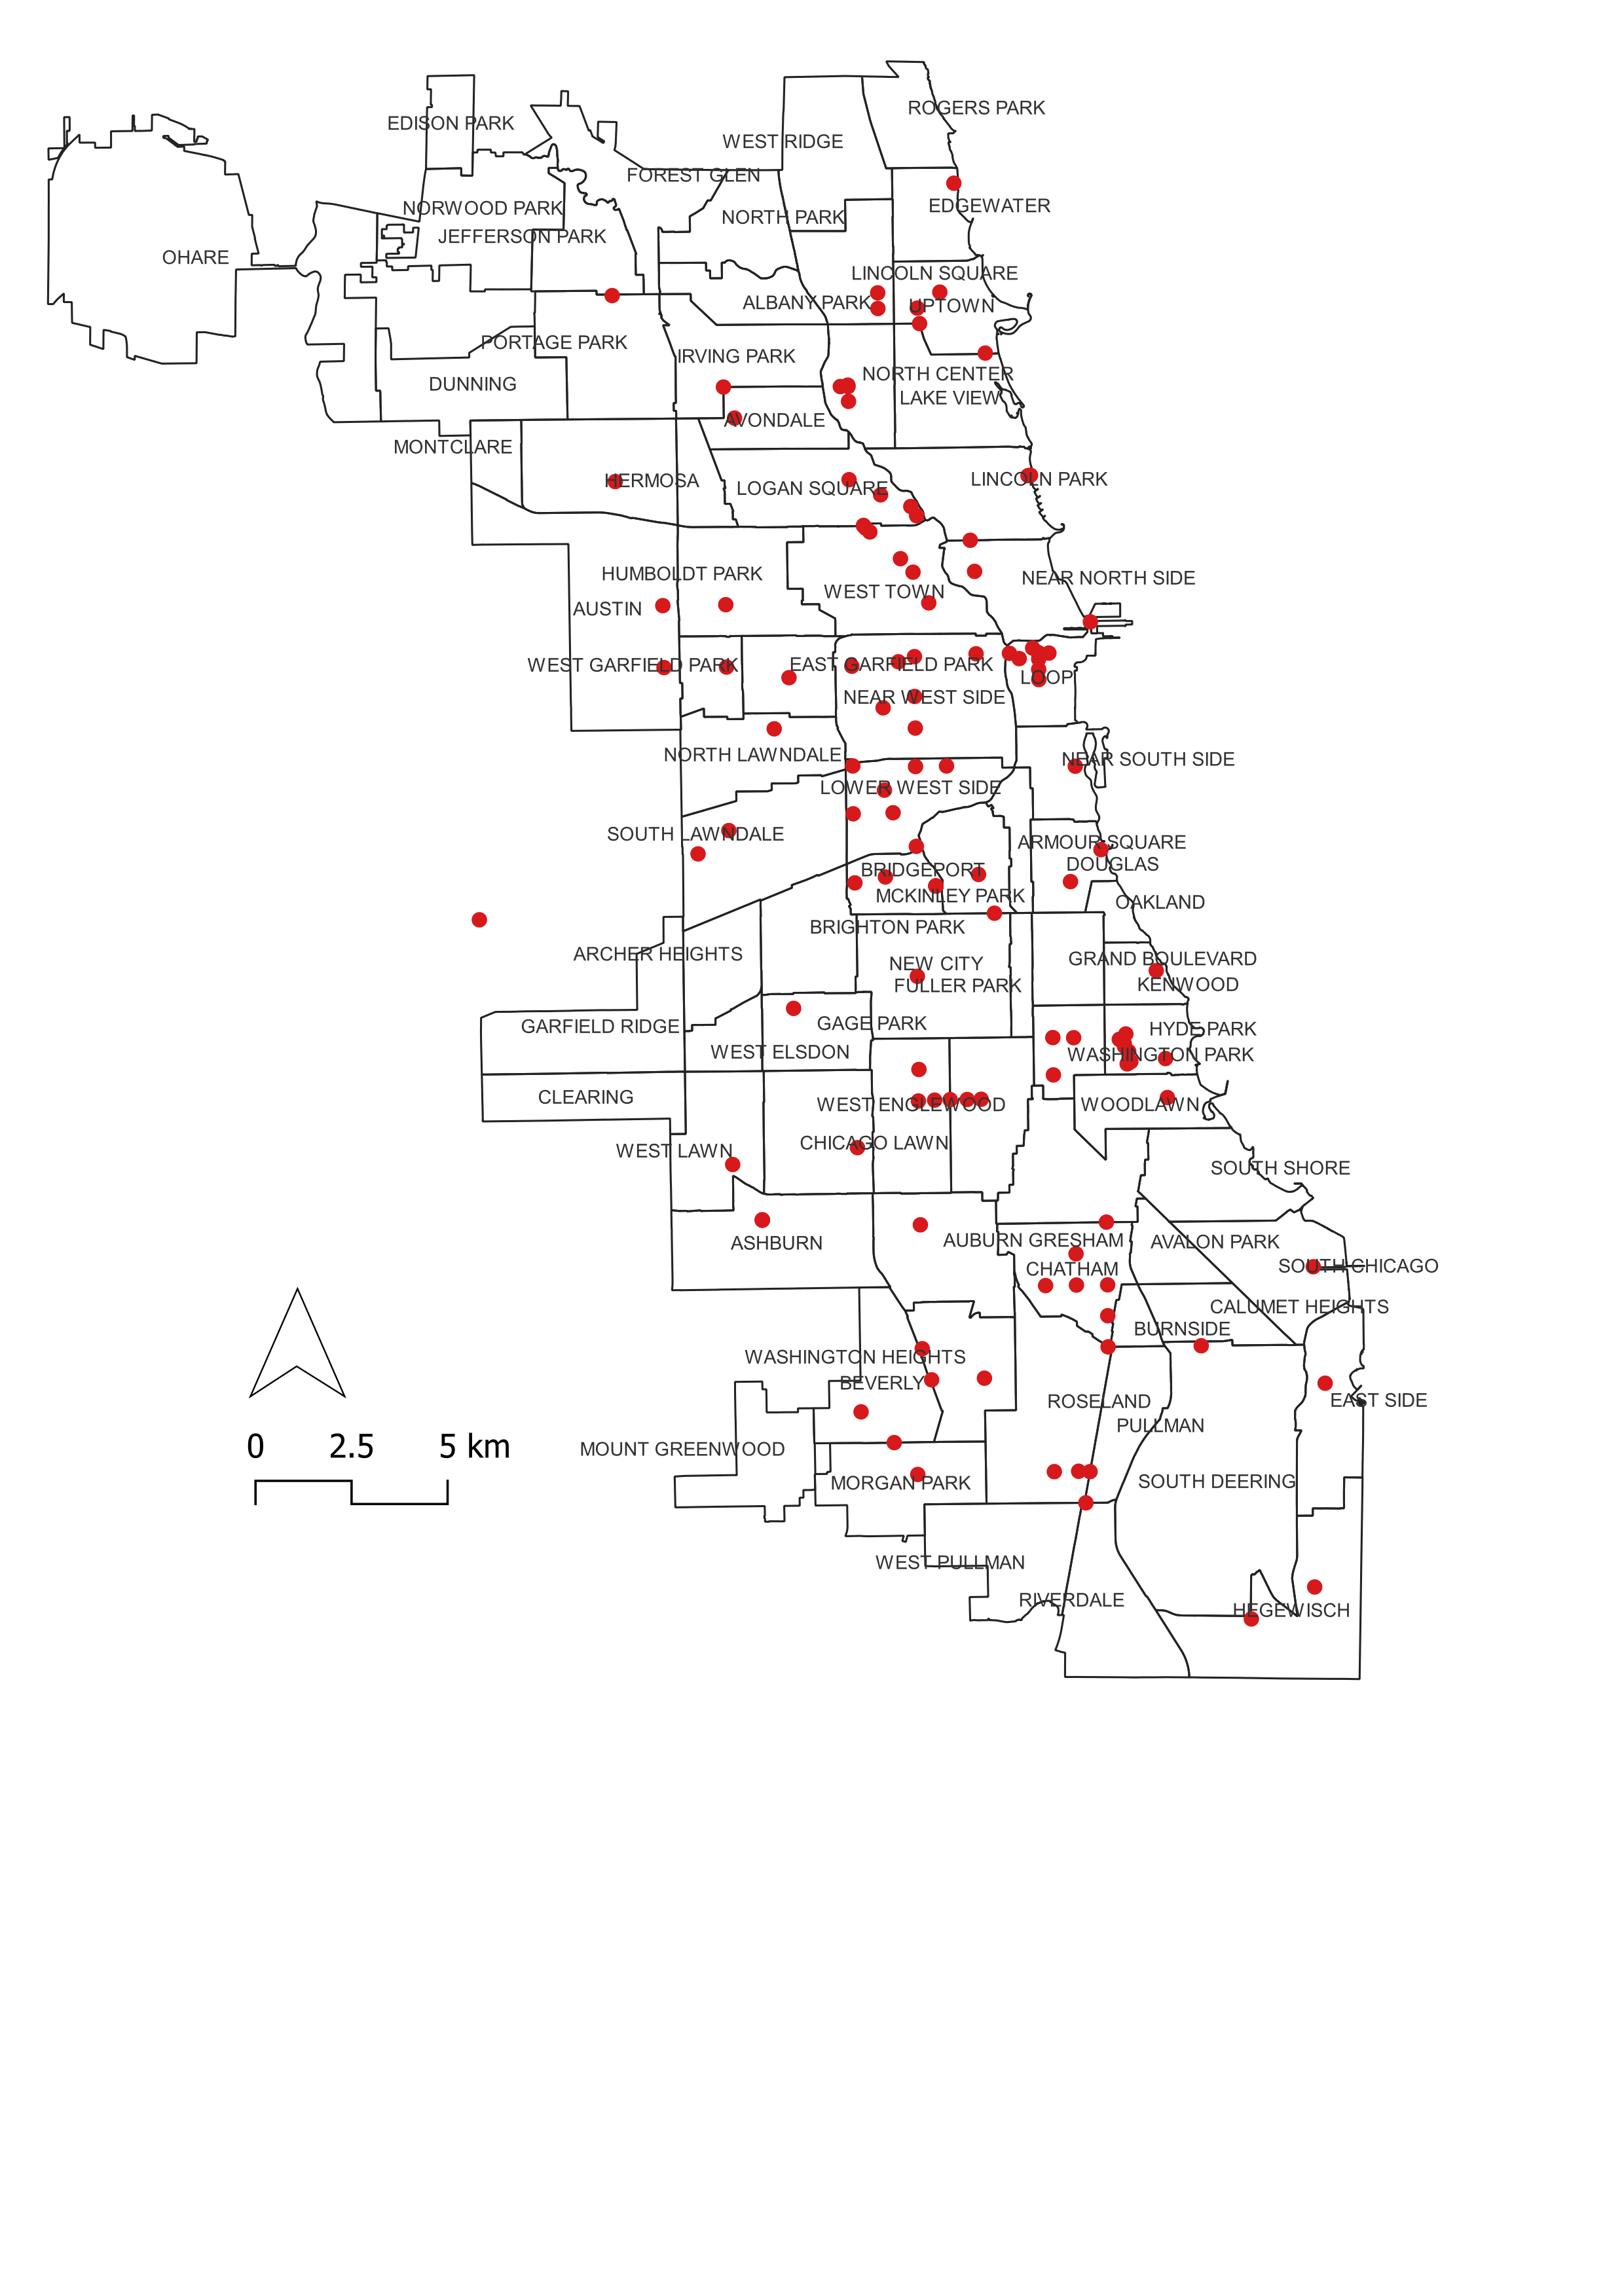 ROGERS PARK
EDISON PARK
WEST RIDGE
FOREST GLEN
EDGEWATER
NORWOOD PARK
NORTH PARK
JEFFERSON PARK
OHARE
LINCOLN SQUARE
ALBANY PARK
UPTOWN
PORTAGE PARK
IRVING PARK
NORTH CENTER
DUNNING
LAKE VIEW
AVONDALE
MONTCLARE
HERMOSA
LINCOLN PARK
LOGAN SQUARE
HUMBOLDT PARK
NEAR NORTH SIDE
WEST TOWN
AUSTIN
WEST GARFIELD PARK
EAST GARFIELD PARK
LOOP
NEAR WEST SIDE
NORTH LAWNDALE
NEAR SOUTH SIDE
LOWER WEST SIDE
SOUTH LAWNDALE
ARMOUR SQUARE
DOUGLAS
BRIDGEPORT
MCKINLEY PARK
OAKLAND
BRIGHTON PARK
ARCHER HEIGHTS
GRAND BOULEVARD
NEW CITY
KENWOOD
FULLER PARK
GAGE PARK
GARFIELD RIDGE
HYDE PARK
WEST ELSDON
WASHINGTON PARK
CLEARING
WEST ENGLEWOOD
WOODLAWN
CHICAGO LAWN
WEST LAWN
SOUTH SHORE
ASHBURN
AUBURN GRESHAM
AVALON PARK
CHATHAM
SOUTH CHICAGO
CALUMET HEIGHTS
BURNSIDE
WASHINGTON HEIGHTS
BEVERLY
ROSELAND
EAST SIDE
PULLMAN
0 2.5 5 km
MOUNT GREENWOOD
MORGAN PARK
SOUTH DEERING
WEST PULLMAN
RIVERDALE
HEGEWISCH